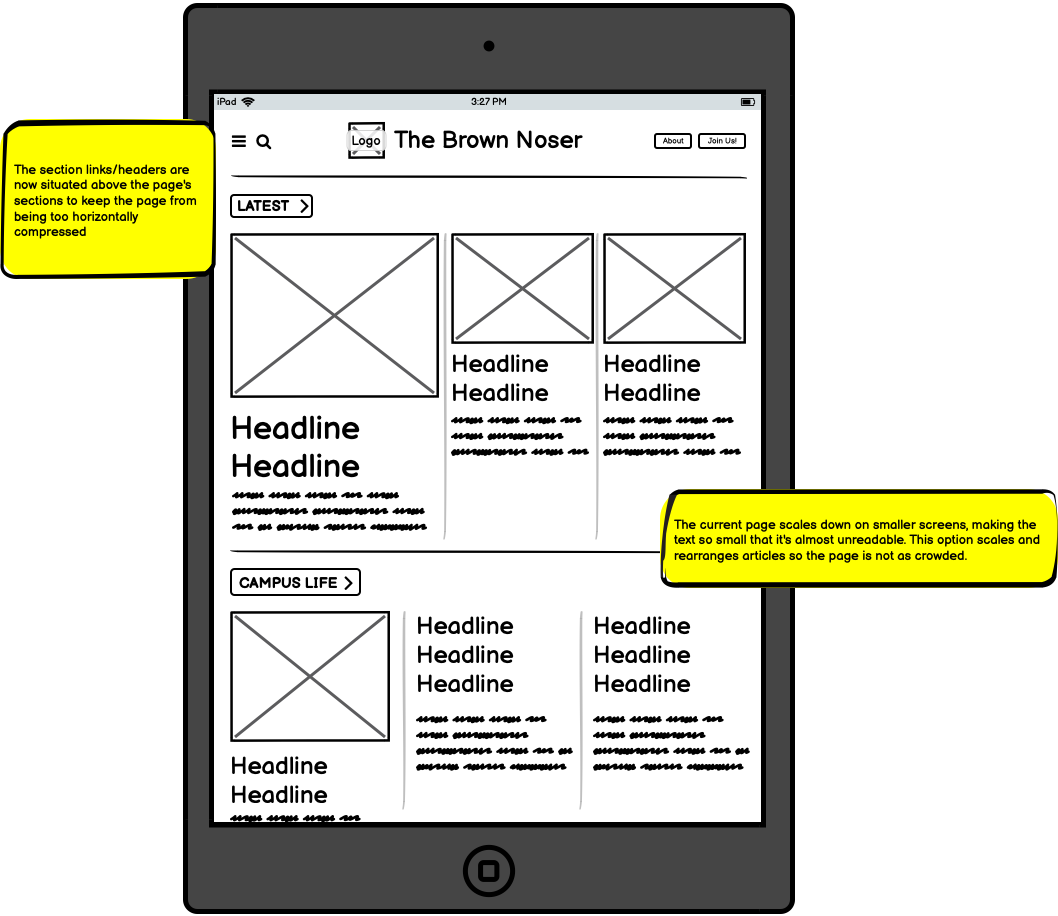 iPad
3:27 PM
Logo
The Brown Noser
About
Join Us!
The section links/headers are
now situated above the page's
sections to keep the page from
being too horizontally
compressed
LATEST
Headline
Headline
Headline
Headline
Headline
Headline
The current page scales down on smaller screens, making the
text so small that it's almost unreadable. This option scales and
rearranges articles so the page is not as crowded.
CAMPUS LIFE
Headline
Headline
Headline
Headline
Headline
Headline
Headline
Headline